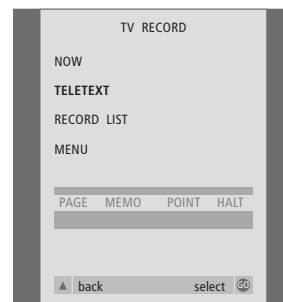 TV RECORD
NOW
TELETEXT
RECORD LIST
MENU
PAGE MEMO POINT HALT
back select GO